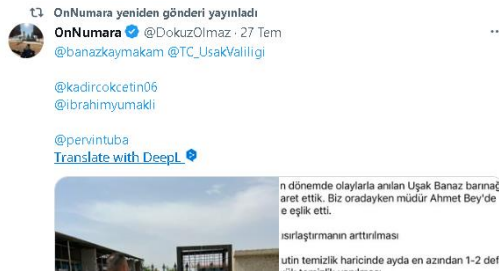 OnNumara yeniden gönderi yayınladı
OnNumara @DokuzOlmaz · 27 Tem
@banazkaymakam @TC_UsakValiligi
@kadircokcetin06
@ibrahimyumakli
@pervintuba
Translate with DeepL
n dönemde olaylarla anılan Uşak Banaz barınağ
aret ettik. Biz oradayken müdür Ahmet Bey'de
e eşlik etti.
ısırlaştırmanın arttırılması
utin temizlik haricinde ayda en azından 1-2 def